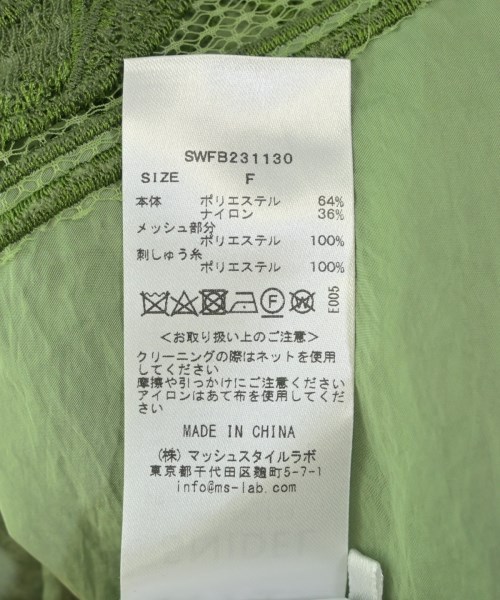 SWFB231130
SIZE F
本体 ポリエステル 64%
ナイロン 36%
メッシュ部分
ポリエステル 100%
刺しゅう糸
ポリエステル 100%
E005
<お取り扱い上のご注意>
クリーニングの際はネットを使用
してください
摩擦や引っかけにご注意ください
アイロンはあて布を使用してくだ
さい
MADE IN CHINA
(株)マッシュスタイルラボ
東京都千代田区麹町5-7-1
info@ms-lab.com